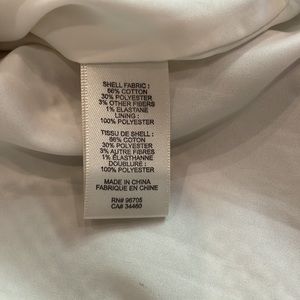 SHELL FABRIC :
66% COTTON
30% POLYESTER
3% OTHER FIBERS
1% ELASTANE
LINING :
100% POLYESTER
TISSU DE SHELL :
66% COTON
30% POLYESTER
3% AUTRE FIBRES
1% ÉLASTHANNE
DOUBLURE :
100% POLYESTER
MADE IN CHINA
FABRIQUE EN CHINE
RN# 96705
CA# 34460